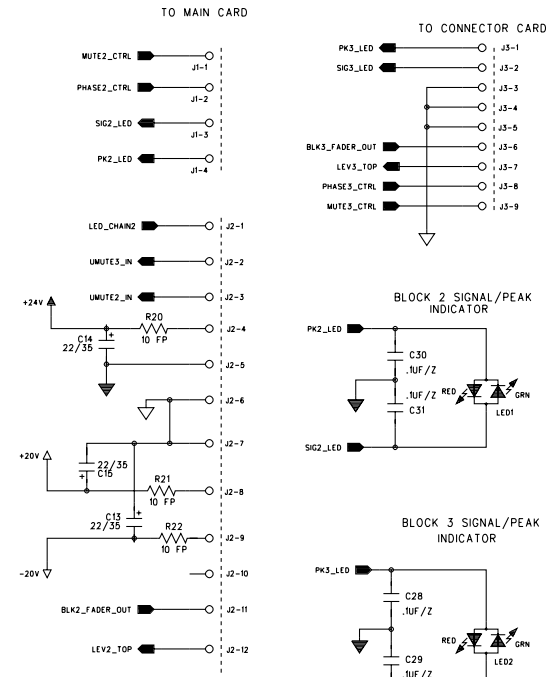 TO MAIN CARD
MUTE2_CTRL
J1-1
PHASE2_CTRL
J1-2
SIG2_LED
J1-3
PK2_LED
J1-4
LED_CHAIN2
J2-1
UMUTE3_IN
J2-2
UMUTE2_IN
J2-3
+24V
R20
10 FP
J2-4
C14
22/35
+
J2-5
J2-6
J2-7
+20V
22/35
C15
+
R21
10 FP
J2-8
C13
22/35
+
R22
10 FP
J2-9
-20V
J2-10
BLK2_FADER_OUT
J2-11
LEV2_TOP
J2-12
TO CONNECTOR CARD
PK3_LED
J3-1
SIG3_LED
J3-2
J3-3
J3-4
J3-5
BLK3_FADER_OUT
J3-6
LEV3_TOP
J3-7
PHASE3_CTRL
J3-8
MUTE3_CTRL
J3-9
BLOCK 2 SIGNAL/PEAK
INDICATOR
PK2_LED
C30
.1UF/Z
.1UF/Z
C31
RED
GRN
LED1
SIG2_LED
BLOCK 3 SIGNAL/PEAK
INDICATOR
PK3_LED
C28
.1UF/Z
RED
GRN
LED2
C29
.1UF/Z